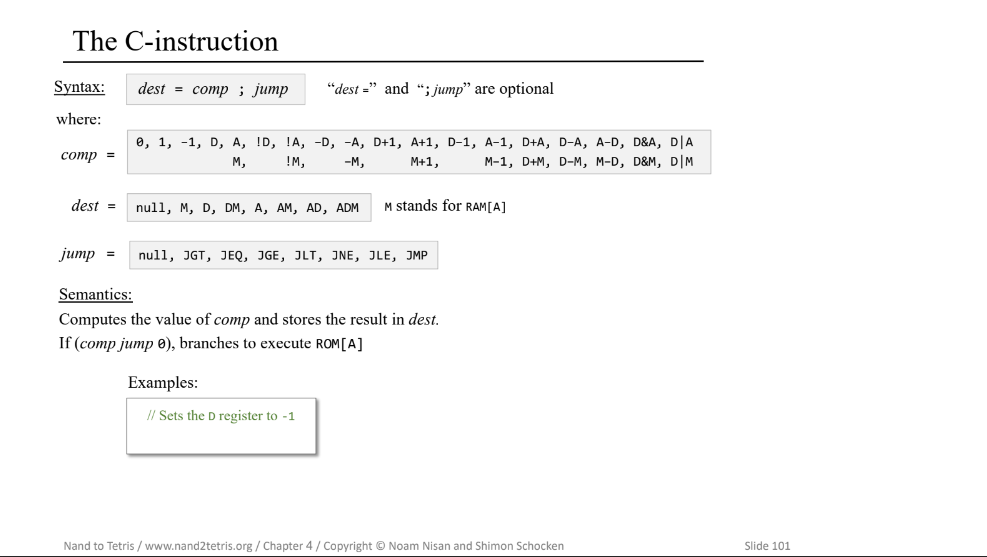 The C-instruction
Syntax: dest = comp ; jump “dest =” and “; jump” are optional
where:
comp = 0, 1, -1, D, A, !D, !A, -D, -A, D+1, A+1, D-1, A-1, D+A, D-A, A-D, D&A, D|A
M, !M, -M, M+1, M-1, D+M, D-M, M-D, D&M, D|M
dest = null, M, D, DM, A, AM, AD, ADM M stands for RAM[A]
jump = null, JGT, JEQ, JGE, JLT, JNE, JLE, JMP
Semantics:
Computes the value of comp and stores the result in dest.
If (comp jump 0), branches to execute ROM[A]
Examples:
// Sets the D register to -1
Nand to Tetris / www.nand2tetris.org / Chapter 4 / Copyright © Noam Nisan and Shimon Schocken Slide 101